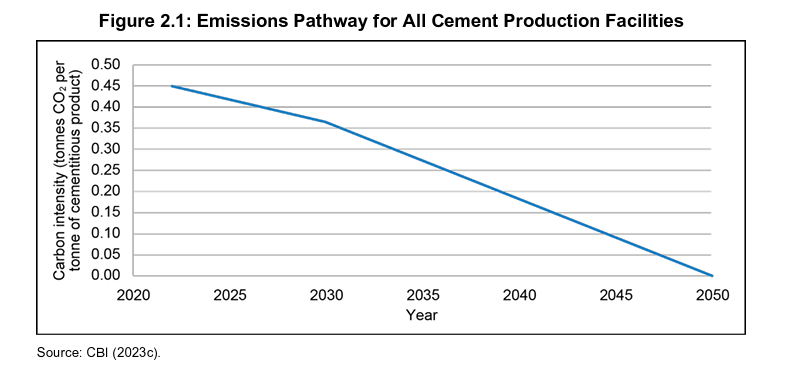 Figure 2.1: Emissions Pathway for All Cement Production Facilities
Carbon intensity (tonnes CO₂ per
tonne of cementitious product)
0.50
0.45
0.40
0.35
0.30
0.25
0.20
0.15
0.10
0.05
0.00
2020 2025 2030 2035 2040 2045 2050
Year
Source: CBI (2023c).